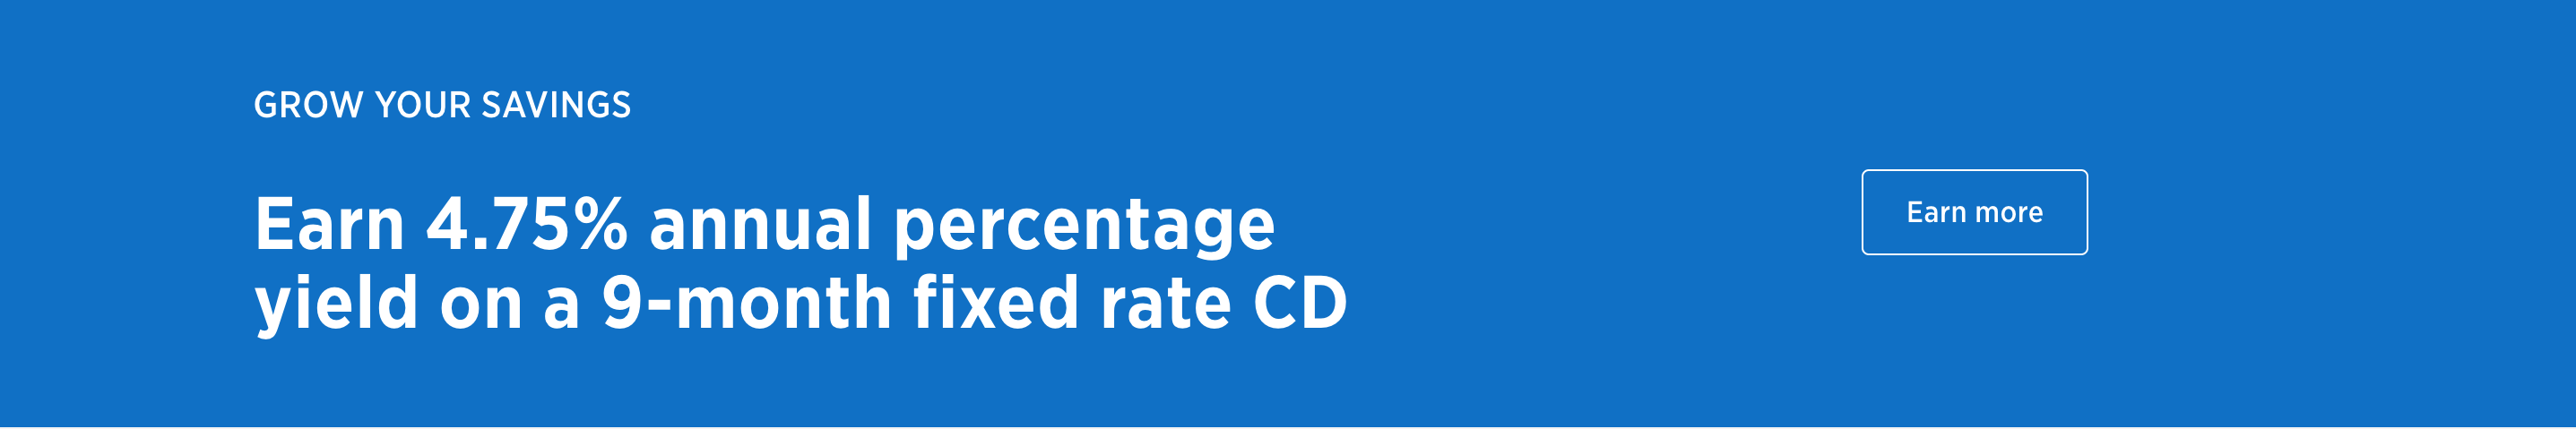 GROW YOUR SAVINGS
Earn 4.75% annual percentage
yield on a 9-month fixed rate CD
Earn more